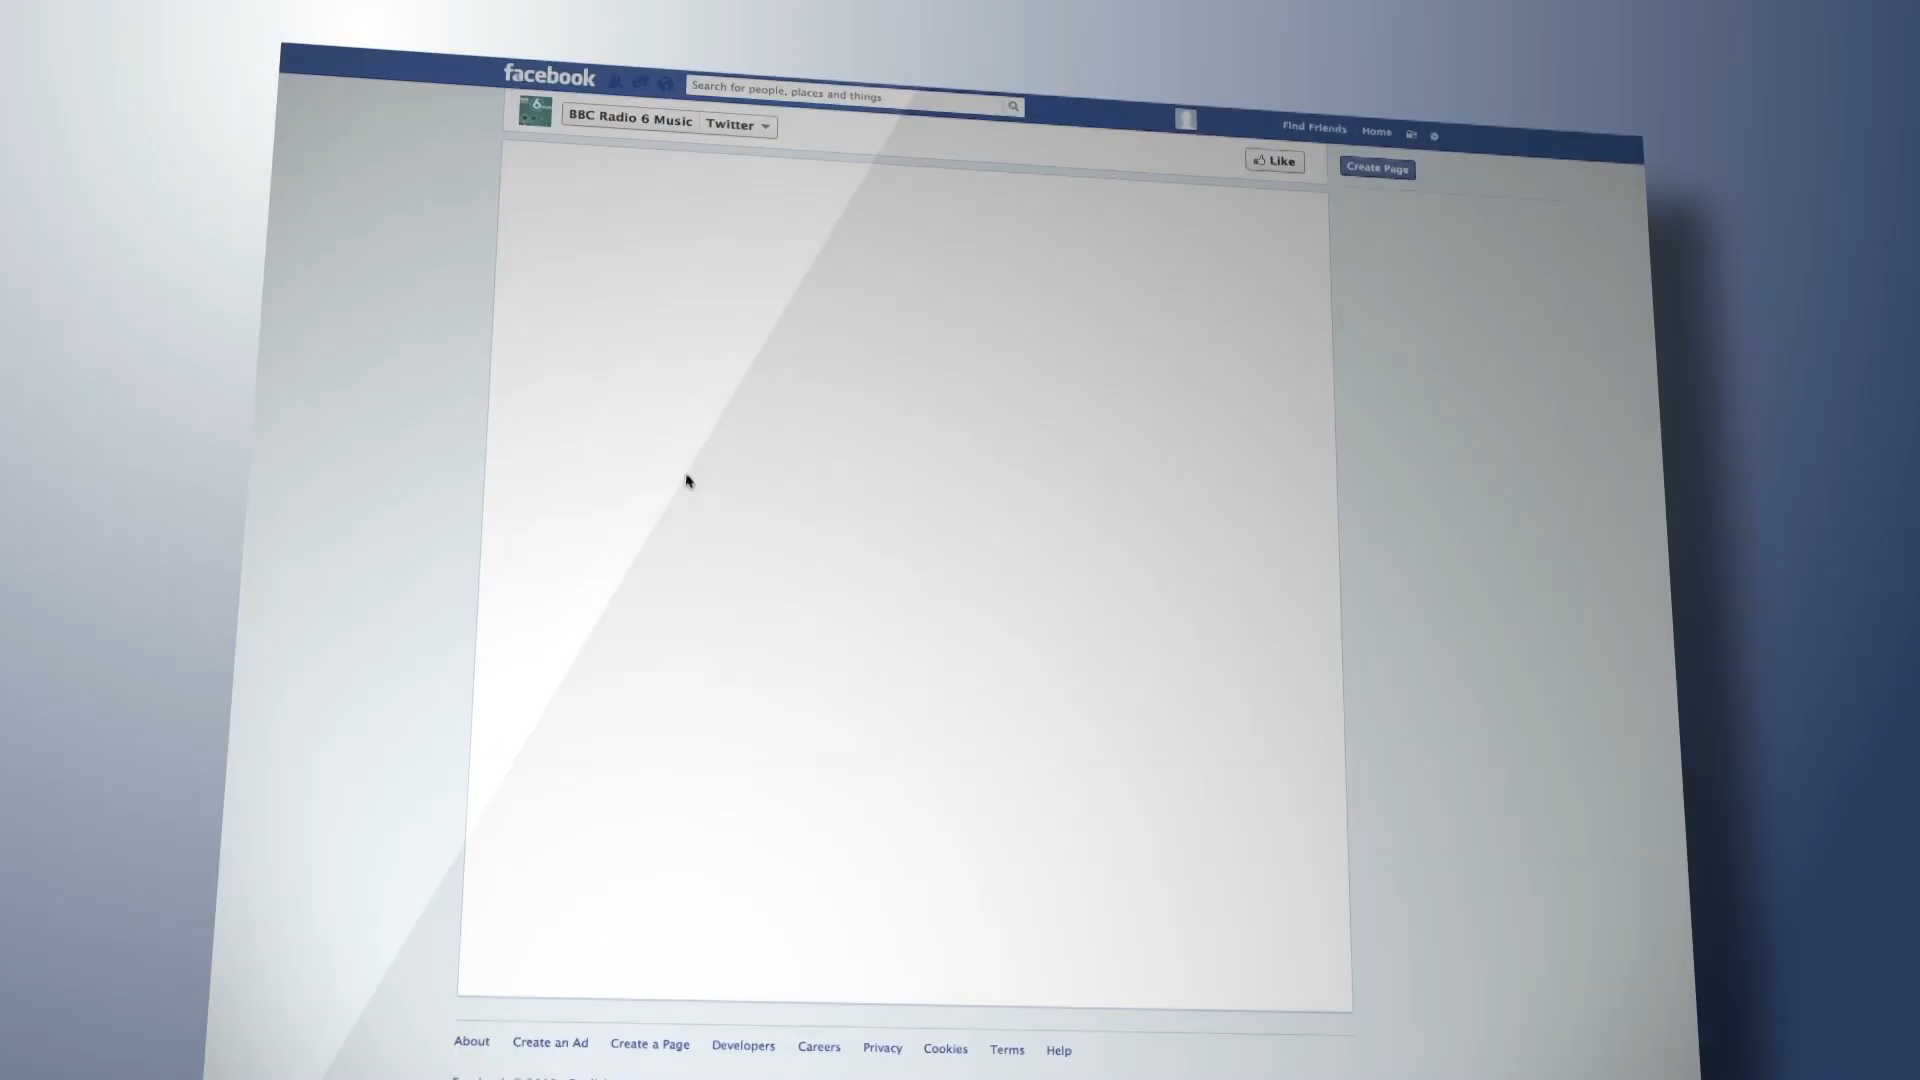 facebook
Search for people, places and things
Find Friends
Home
6
BBC Radio 6 Music
Twitter
Like
Create Page
About
Create an Ad
Create a Page
Developers
Careers
Privacy
Cookies
Terms
Help